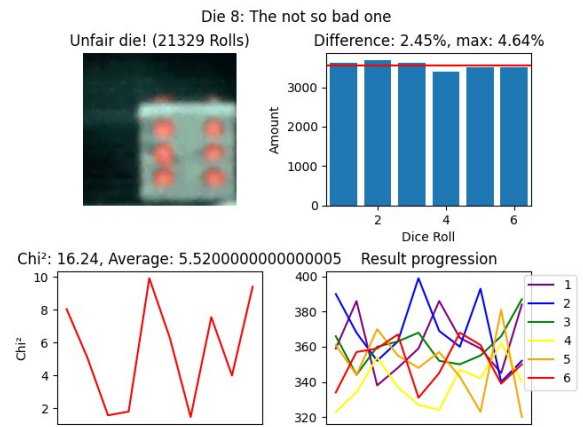 Die 8: The not so bad one
Unfair die! (21329 Rolls)
Difference: 2.45%, max: 4.64%
3000
2000
1000
0
Amount
2 4 6
Dice Roll
Chi²: 16.24, Average: 5.5200000000000005
Result progression
10
8
6
4
2
Chi²
400
380
360
340
320
1
2
3
4
5
6